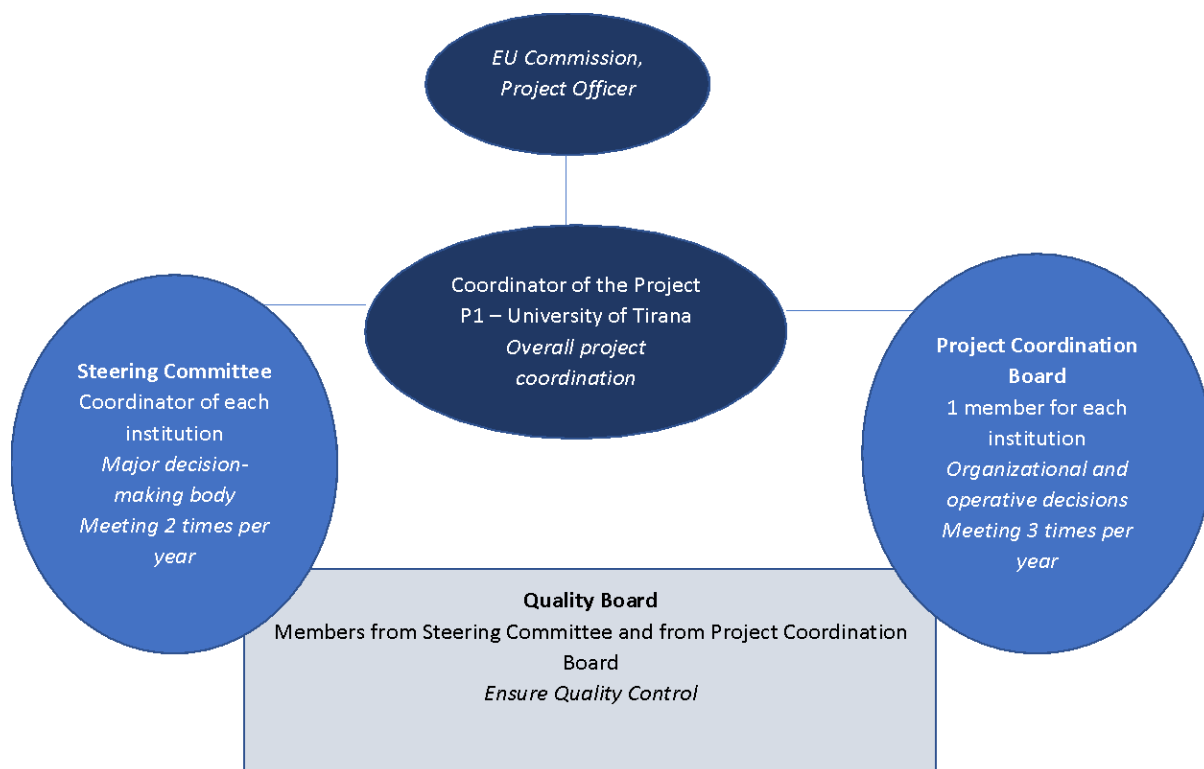 EU Commission,
Project Officer
Coordinator of the Project
P1 – University of Tirana
Overall project
coordination
Steering Committee
Coordinator of each
institution
Major decision-
making body
Meeting 2 times per
year
Project Coordination
Board
1 member for each
institution
Organizational and
operative decisions
Meeting 3 times per
year
Quality Board
Members from Steering Committee and from Project Coordination
Board
Ensure Quality Control